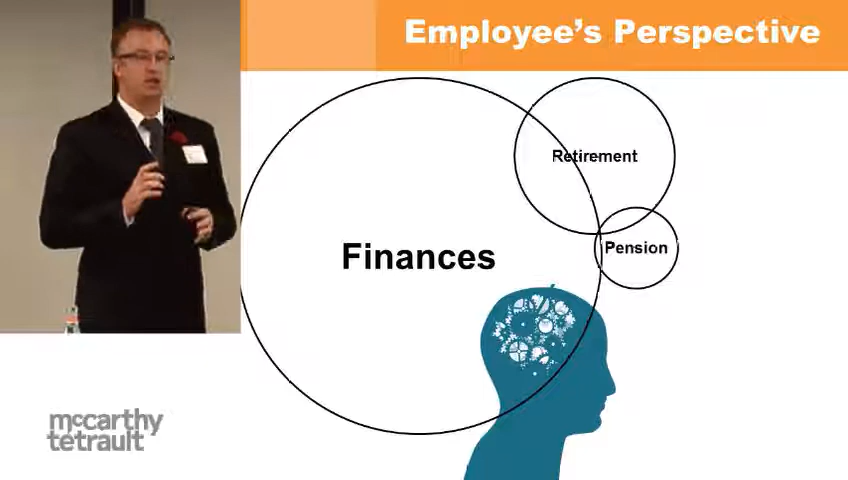 Employee's Perspective
Retirement
Pension
Finances
mccarthy
tetrault